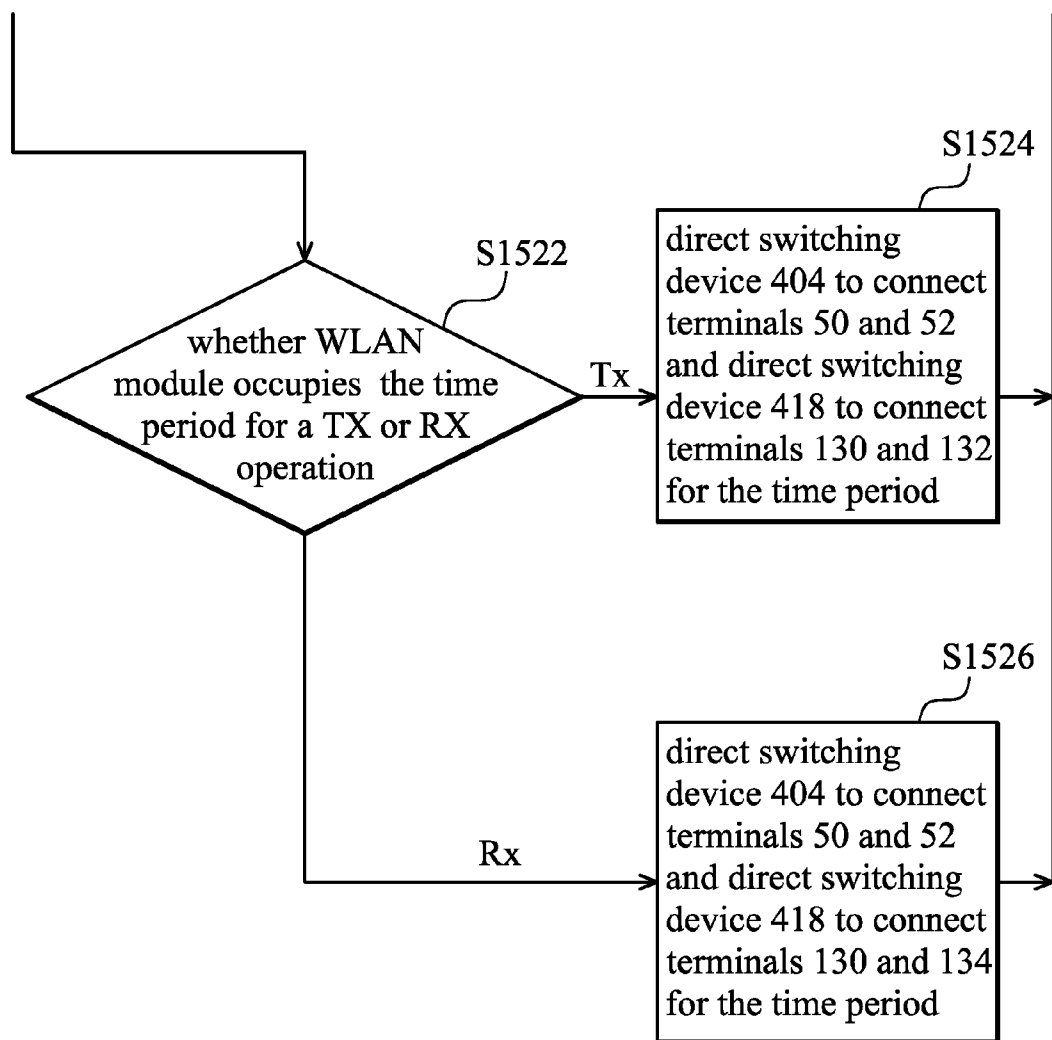 S1522
whether WLAN
module occupies the time
period for a TX or RX
operation
Tx
S1524
direct switching
device 404 to connect
terminals 50 and 52
and direct switching
device 418 to connect
terminals 130 and 132
for the time period
Rx
S1526
direct switching
device 404 to connect
terminals 50 and 52
and direct switching
device 418 to connect
terminals 130 and 134
for the time period